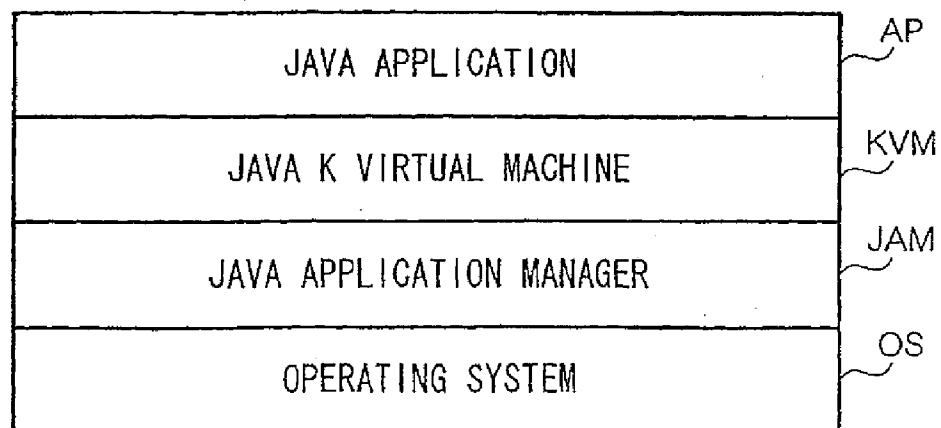 JAVA APPLICATION AP
JAVA K VIRTUAL MACHINE KVM
JAVA APPLICATION MANAGER JAM
OPERATING SYSTEM OS